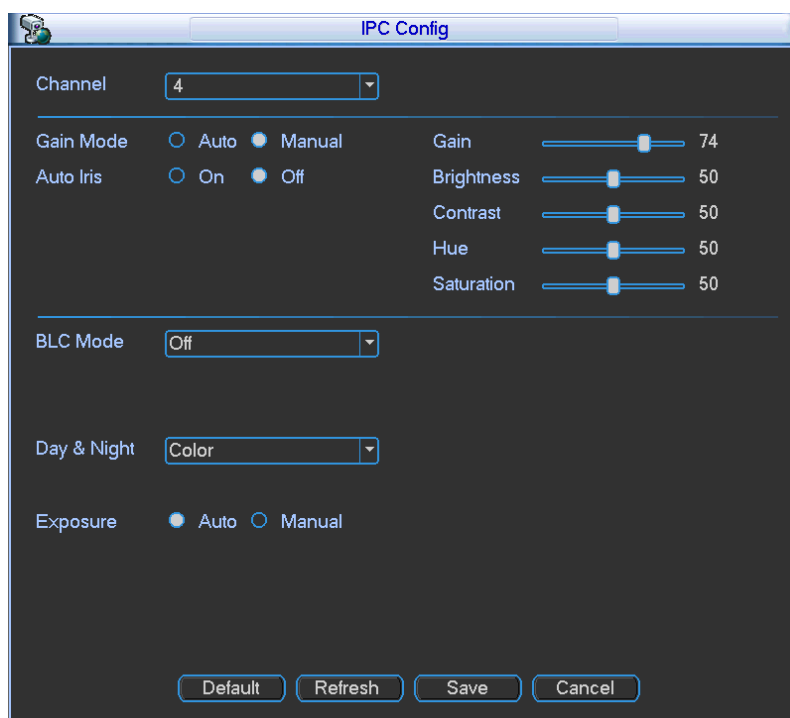 IPC Config
Channel 4
Gain Mode Auto Manual Gain 74
Auto Iris On Off Brightness 50
Contrast 50
Hue 50
Saturation 50
BLC Mode Off
Day & Night Color
Exposure Auto Manual
Default Refresh Save Cancel